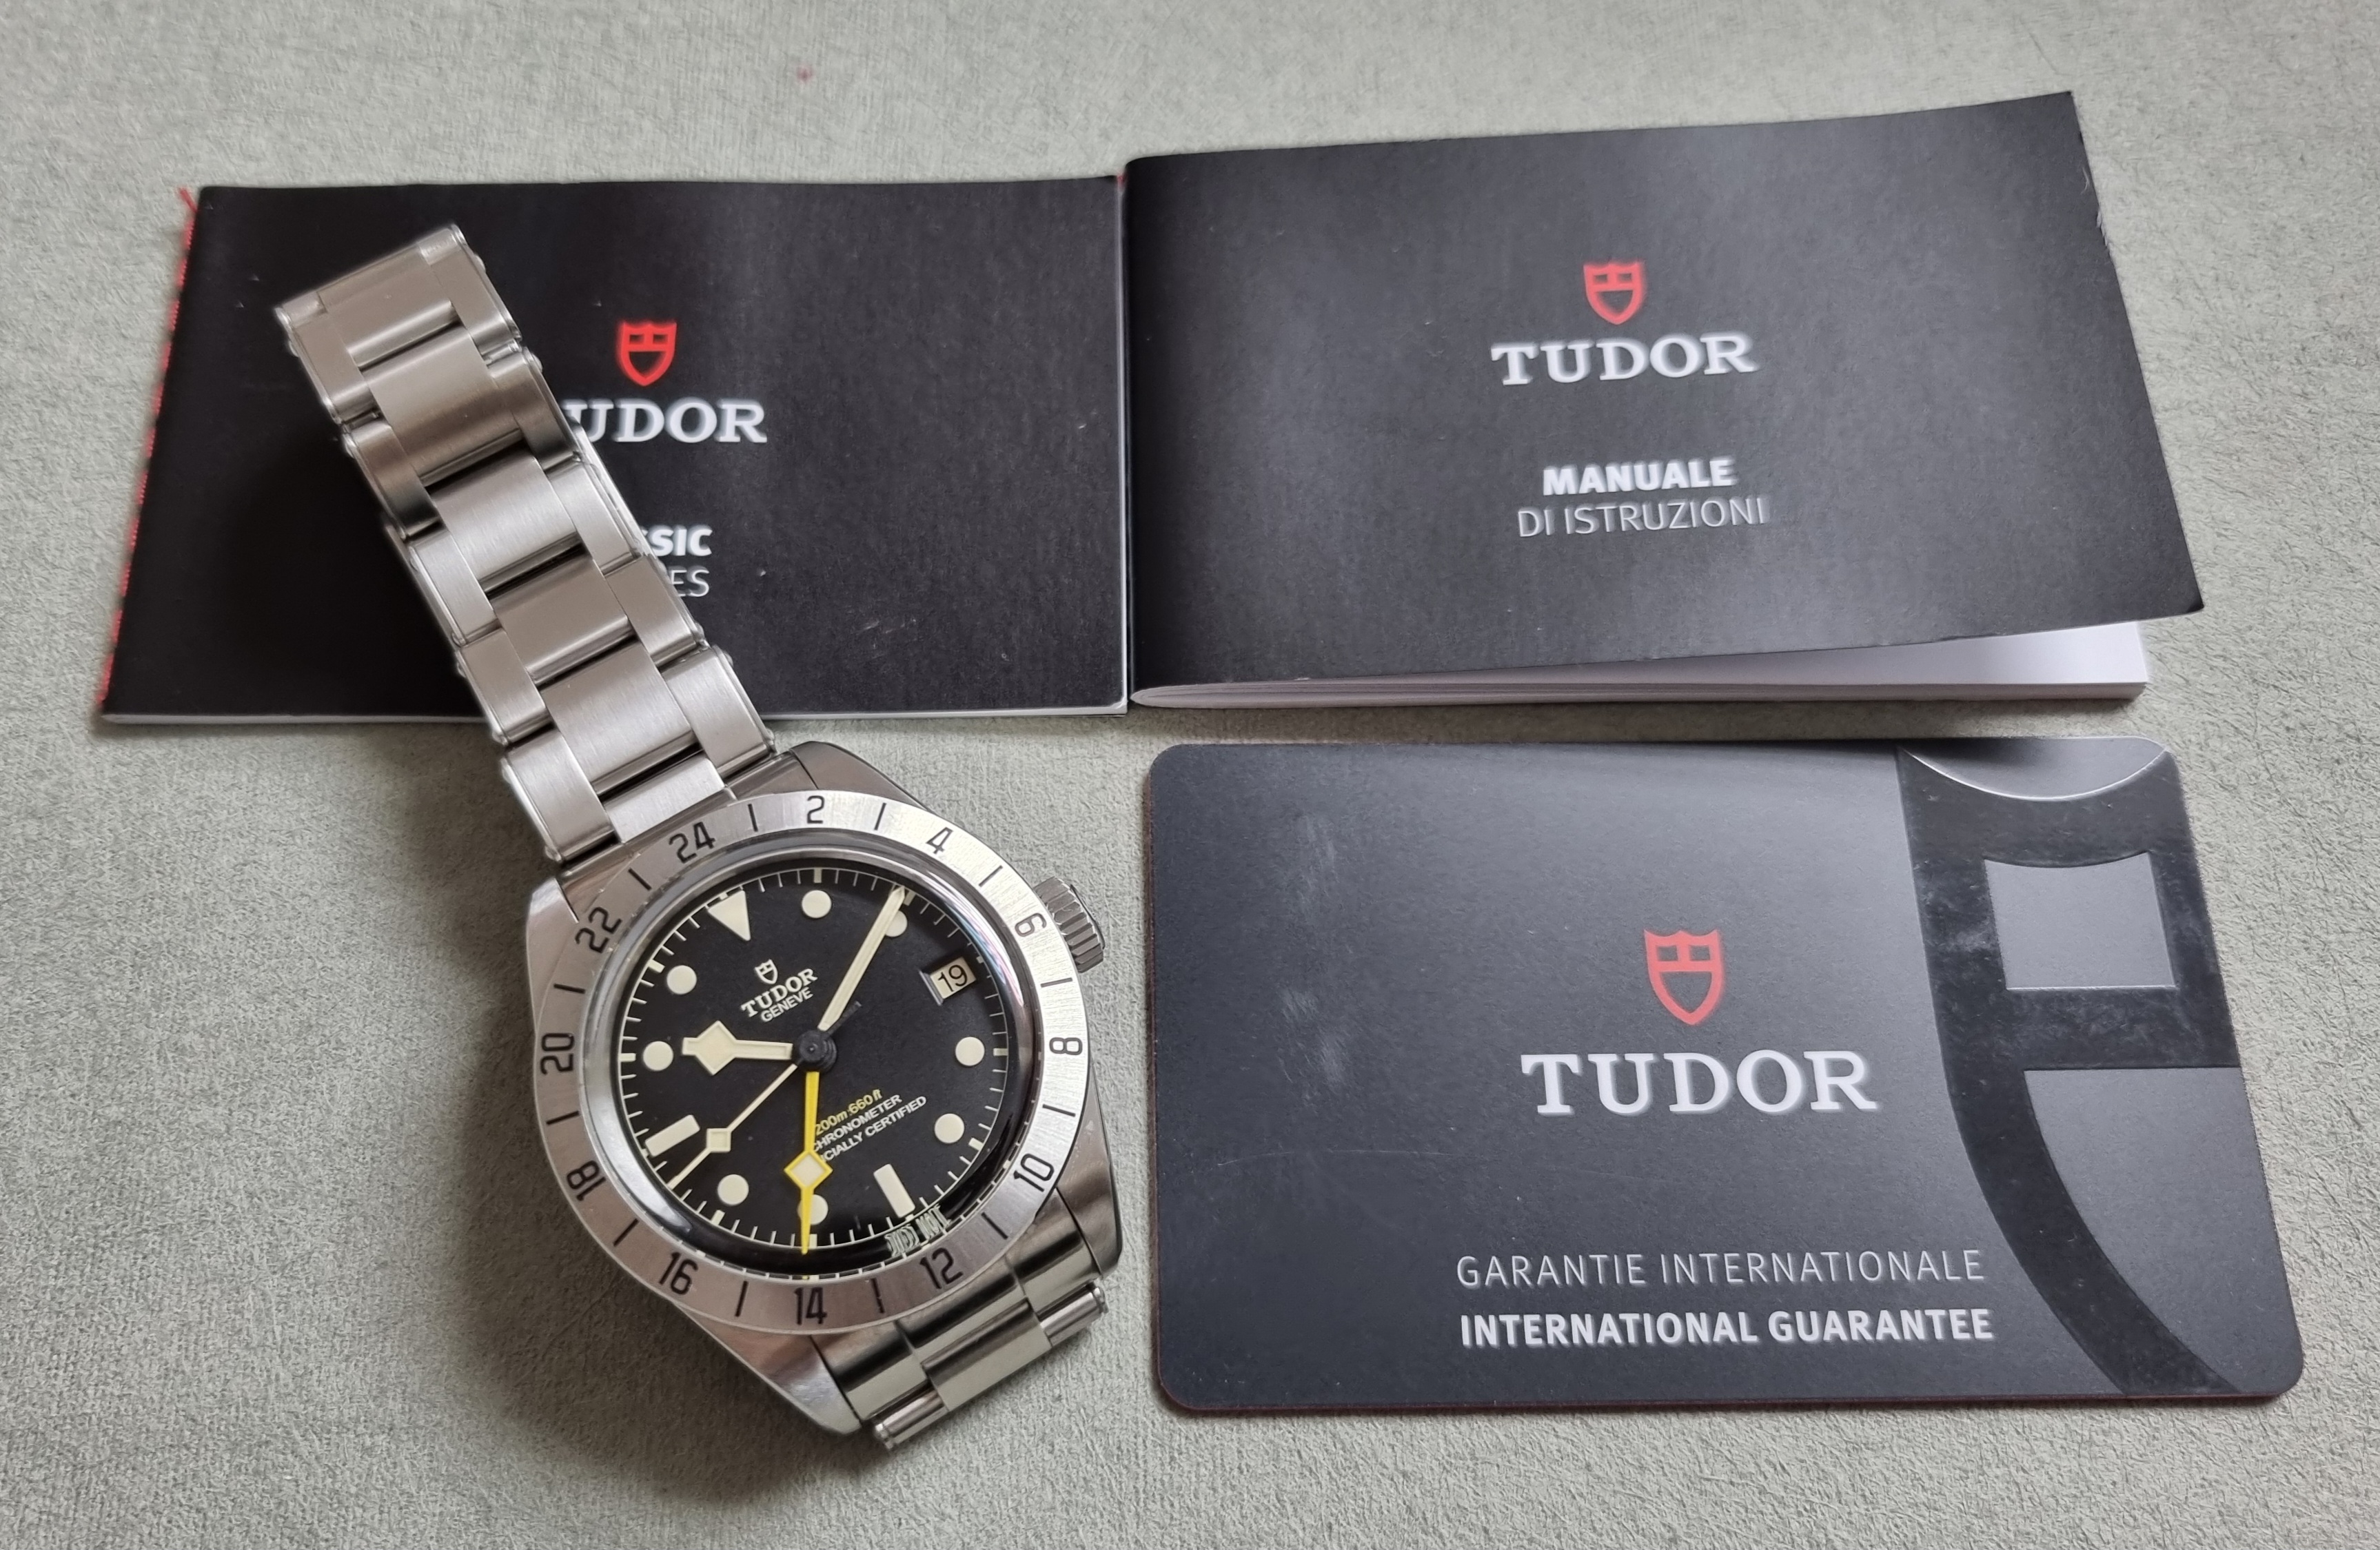 TUDOR
MANUALE
DI ISTRUZIONI
UDOR
SSIC
ES
24
2
4
6
8
10
12
14
16
18
20
22
TUDOR
GENEVE
19
200m:660ft
CHRONOMETER
CIALLY CERTIFIED
TUDOR
GARANTIE INTERNATIONALE
INTERNATIONAL GUARANTEE